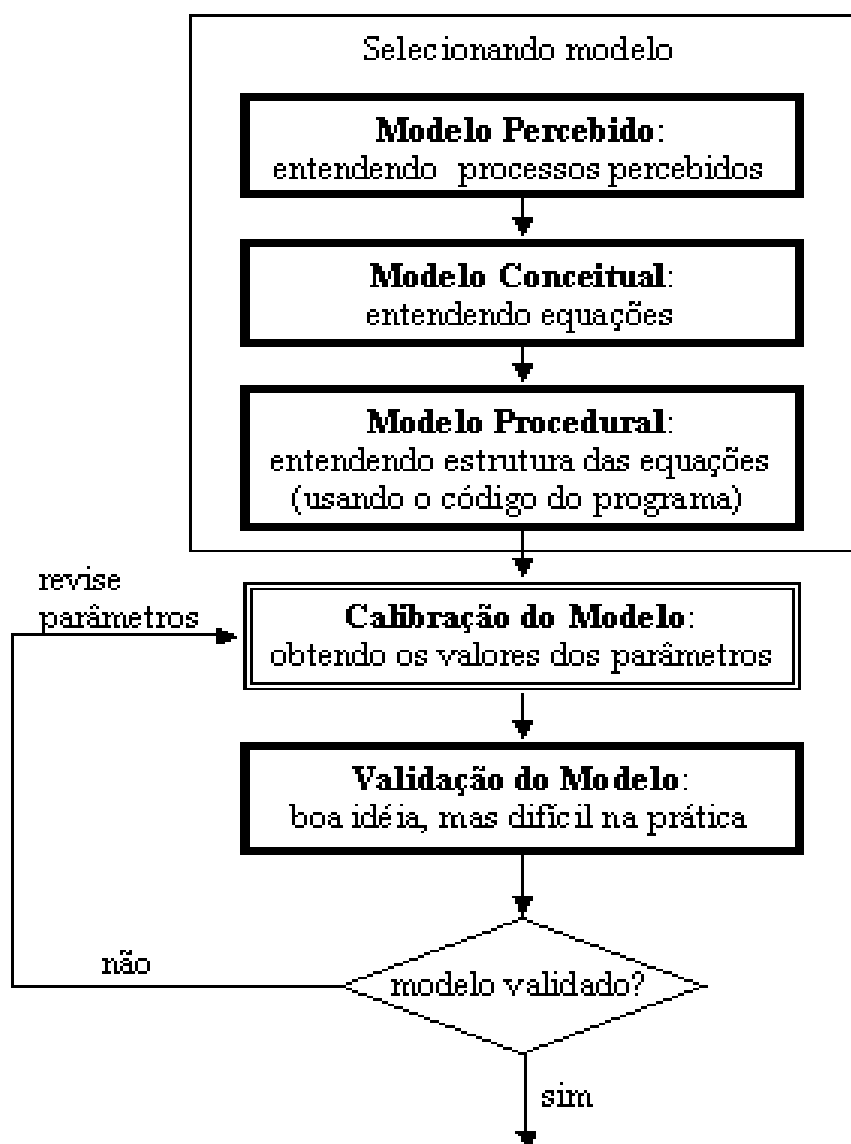 Selecionando modelo
Modelo Percebido:
entendendo processos percebidos
Modelo Conceitual:
entendendo equações
Modelo Procedural:
entendendo estrutura das equações
(usando o código do programa)
revise
parâmetros
Calibração do Modelo:
obtendo os valores dos parâmetros
Validação do Modelo:
boa idéia, mas difícil na prática
não
modelo validado?
sim